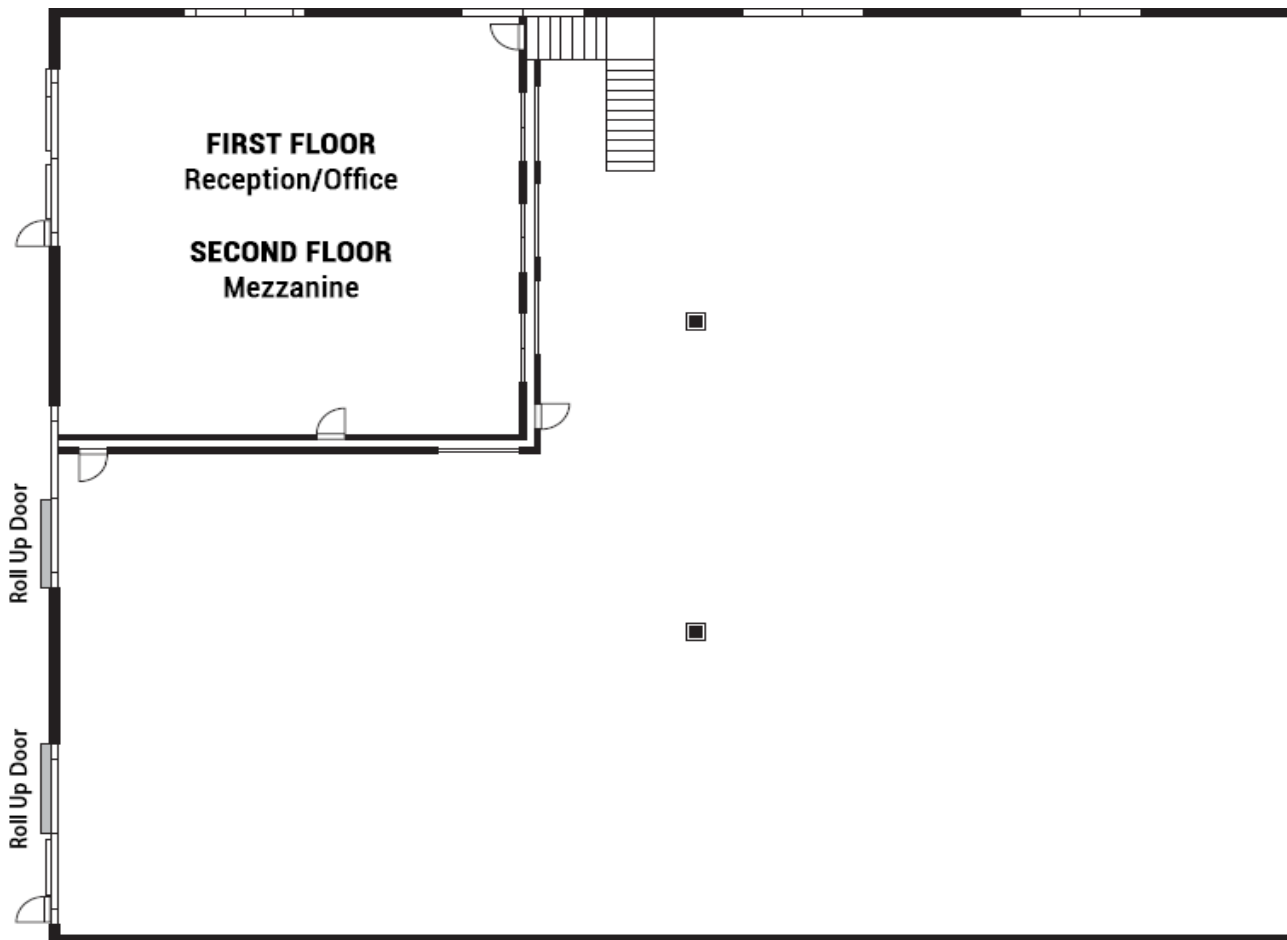 FIRST FLOOR
Reception/Office
SECOND FLOOR
Mezzanine
Roll Up Door
Roll Up Door